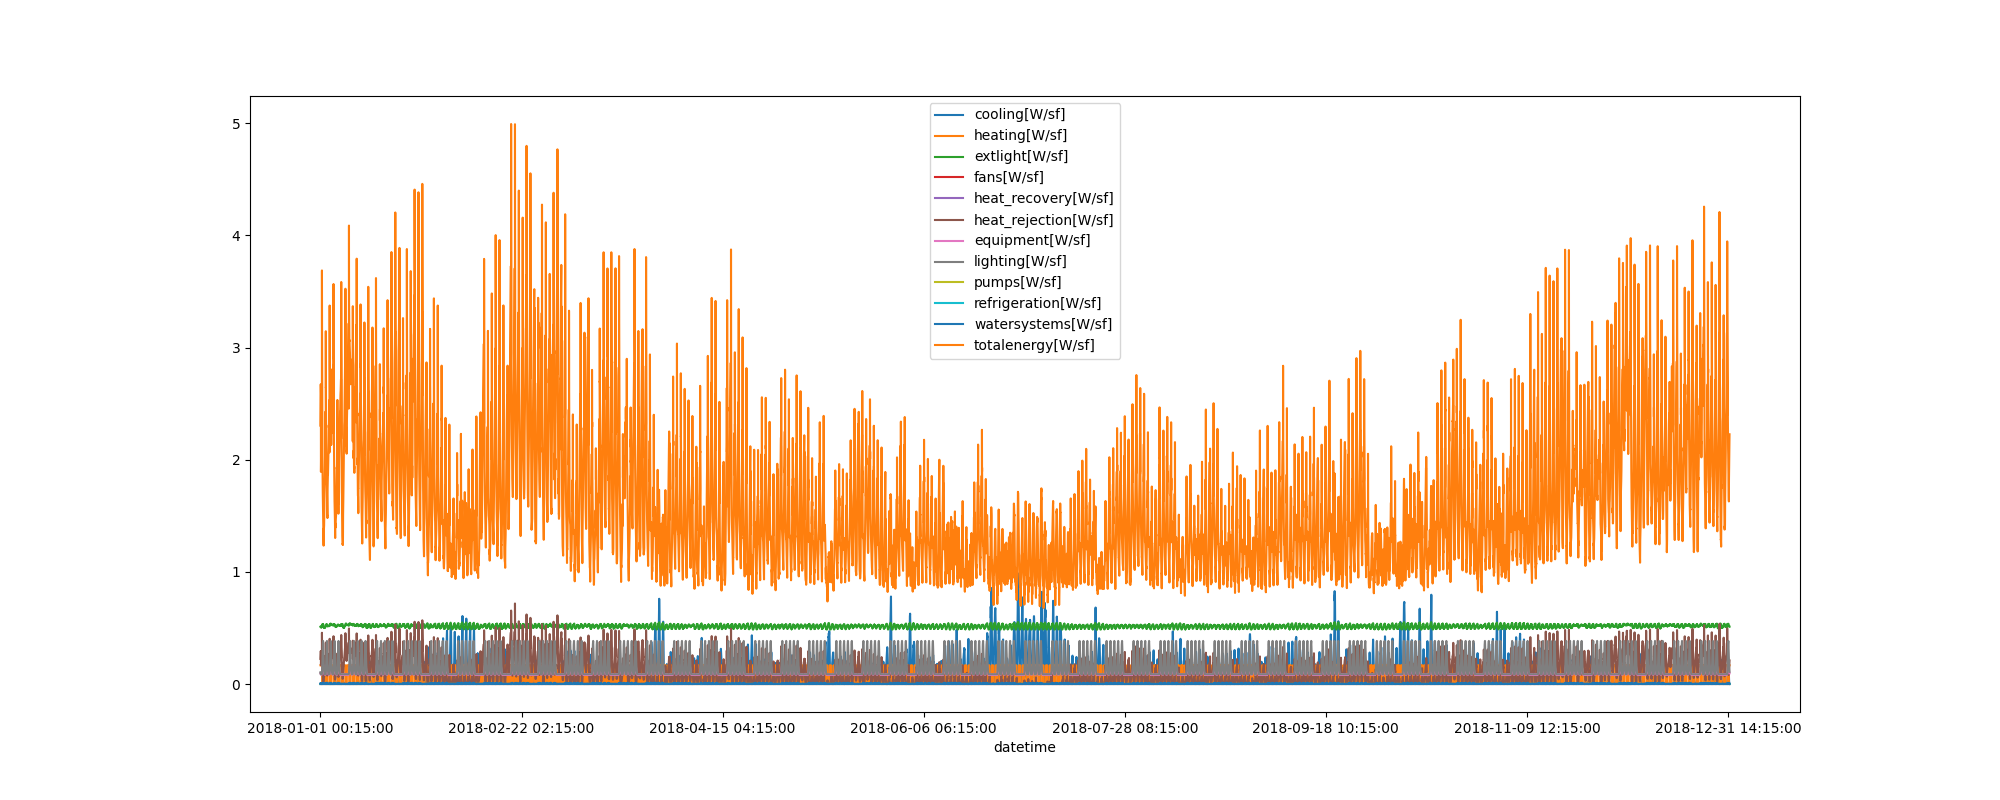 5
4
3
2
1
0
cooling[W/sf]
heating[W/sf]
extlight[W/sf]
fans[W/sf]
heat_recovery[W/sf]
heat_rejection[W/sf]
equipment[W/sf]
lighting[W/sf]
pumps[W/sf]
refrigeration[W/sf]
watersystems[W/sf]
totalenergy[W/sf]
2018-01-01 00:15:00 2018-02-22 02:15:00 2018-04-15 04:15:00 2018-06-06 06:15:00 2018-07-28 08:15:00 2018-09-18 10:15:00 2018-11-09 12:15:00 2018-12-31 14:15:00
datetime